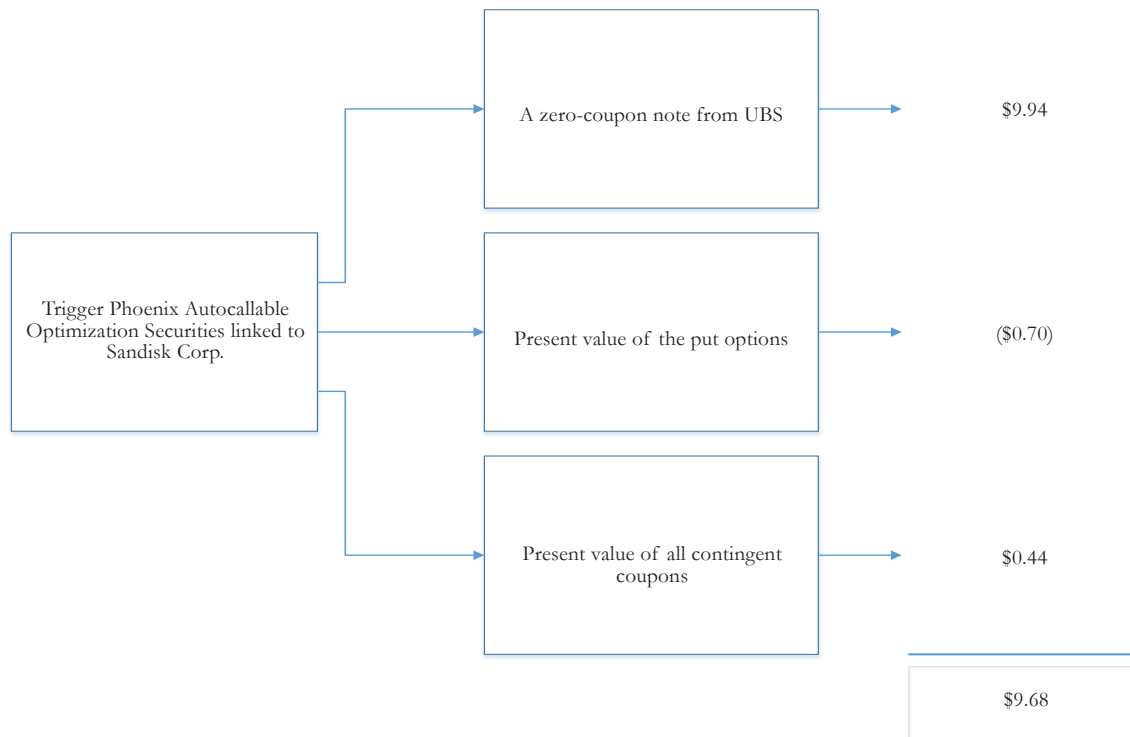 A zero-coupon note from UBS
$9.94
Trigger Phoenix Autocallable
Optimization Securities linked to
Sandisk Corp.
Present value of the put options
($0.70)
Present value of all contingent
coupons
$0.44
$9.68